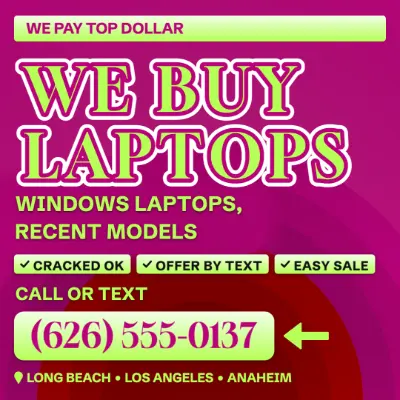 WE PAY TOP DOLLAR
WE BUY
LAPTOPS
WINDOWS LAPTOPS,
RECENT MODELS
✓ CRACKED OK ✓ OFFER BY TEXT ✓ EASY SALE
CALL OR TEXT
(626) 555-0137
LONG BEACH • LOS ANGELES • ANAHEIM